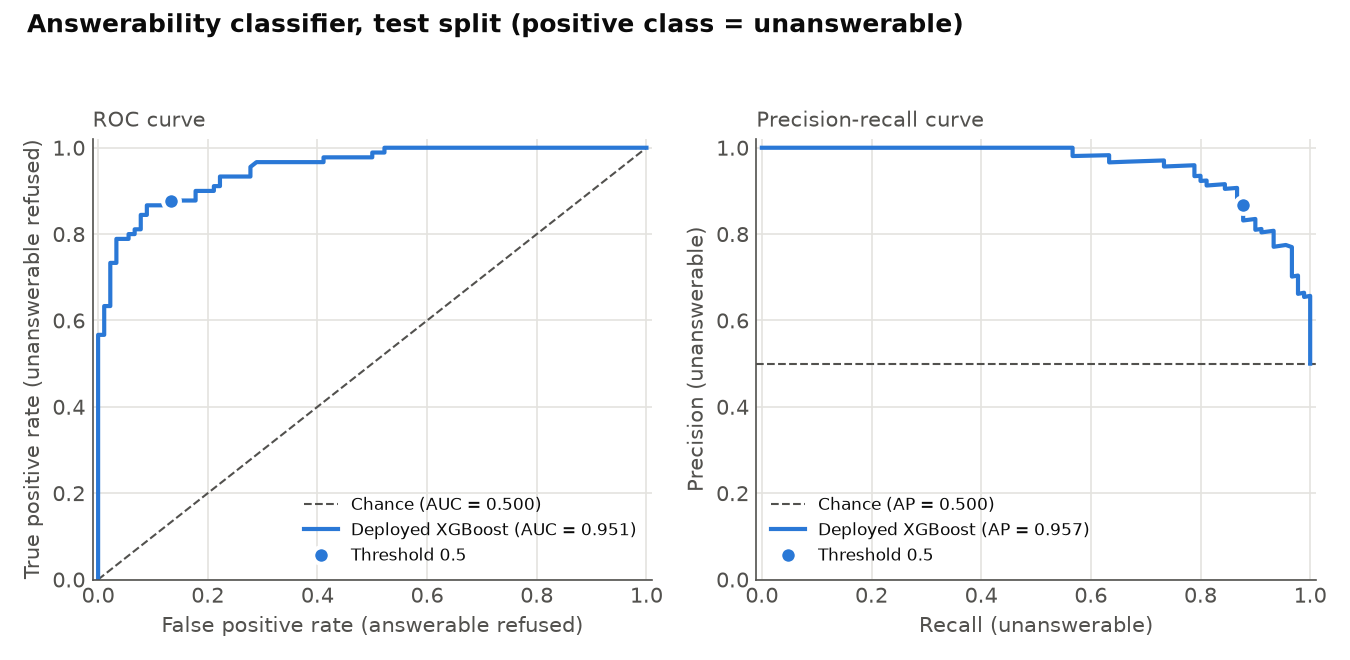 Answerability classifier, test split (positive class = unanswerable)
ROC curve
True positive rate (unanswerable refused)
1.0
0.8
0.6
0.4
0.2
0.0
Chance (AUC = 0.500)
Deployed XGBoost (AUC = 0.951)
Threshold 0.5
0.0 0.2 0.4 0.6 0.8 1.0
False positive rate (answerable refused)
Precision-recall curve
Precision (unanswerable)
1.0
0.8
0.6
0.4
0.2
0.0
Chance (AP = 0.500)
Deployed XGBoost (AP = 0.957)
Threshold 0.5
0.0 0.2 0.4 0.6 0.8 1.0
Recall (unanswerable)